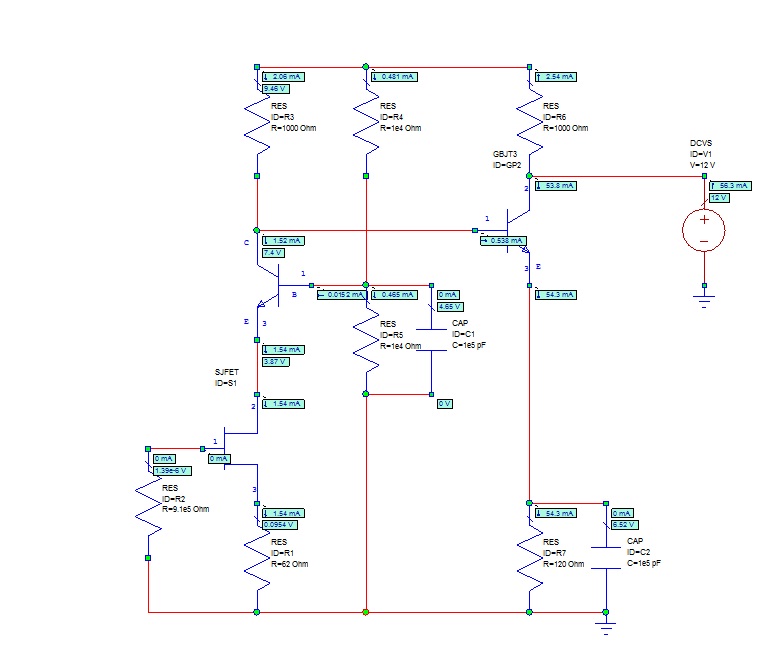 2.06 mA
9.46 V
RES
ID=R3
R=1000 Ohm
0.481 mA
RES
ID=R4
R=1e4 Ohm
2.54 mA
RES
ID=R6
R=1000 Ohm
GBJT3
ID=GP2
DCVS
ID=V1
V=12 V
2
53.8 mA
56.3 mA
12 V
+
−
1
0.538 mA
3
E
54.3 mA
C
1.52 mA
7.4 V
1
B
0.0152 mA
0.465 mA
0 mA
4.65 V
E
3
RES
ID=R5
R=1e4 Ohm
CAP
ID=C1
C=1e5 pF
1.54 mA
3.87 V
SJFET
ID=S1
2
1.54 mA
0 V
1
0 mA
0 mA
1.39e-6 V
RES
ID=R2
R=9.1e5 Ohm
3
1.54 mA
0.0954 V
RES
ID=R1
R=62 Ohm
54.3 mA
0 mA
6.52 V
RES
ID=R7
R=120 Ohm
CAP
ID=C2
C=1e5 pF